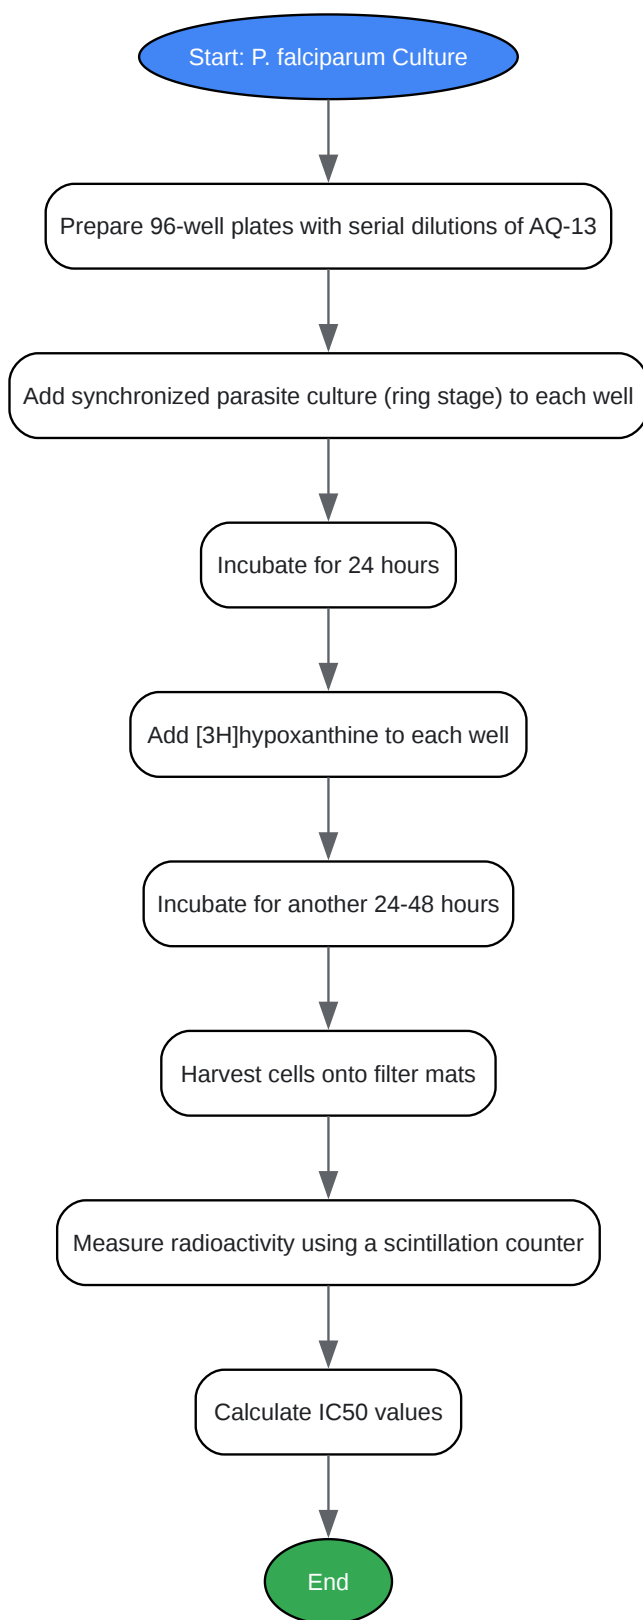 Start: P. falciparum Culture
Prepare 96-well plates with serial dilutions of AQ-13
Add synchronized parasite culture (ring stage) to each well
Incubate for 24 hours
Add [3H]hypoxanthine to each well
Incubate for another 24-48 hours
Harvest cells onto filter mats
Measure radioactivity using a scintillation counter
Calculate IC50 values
End